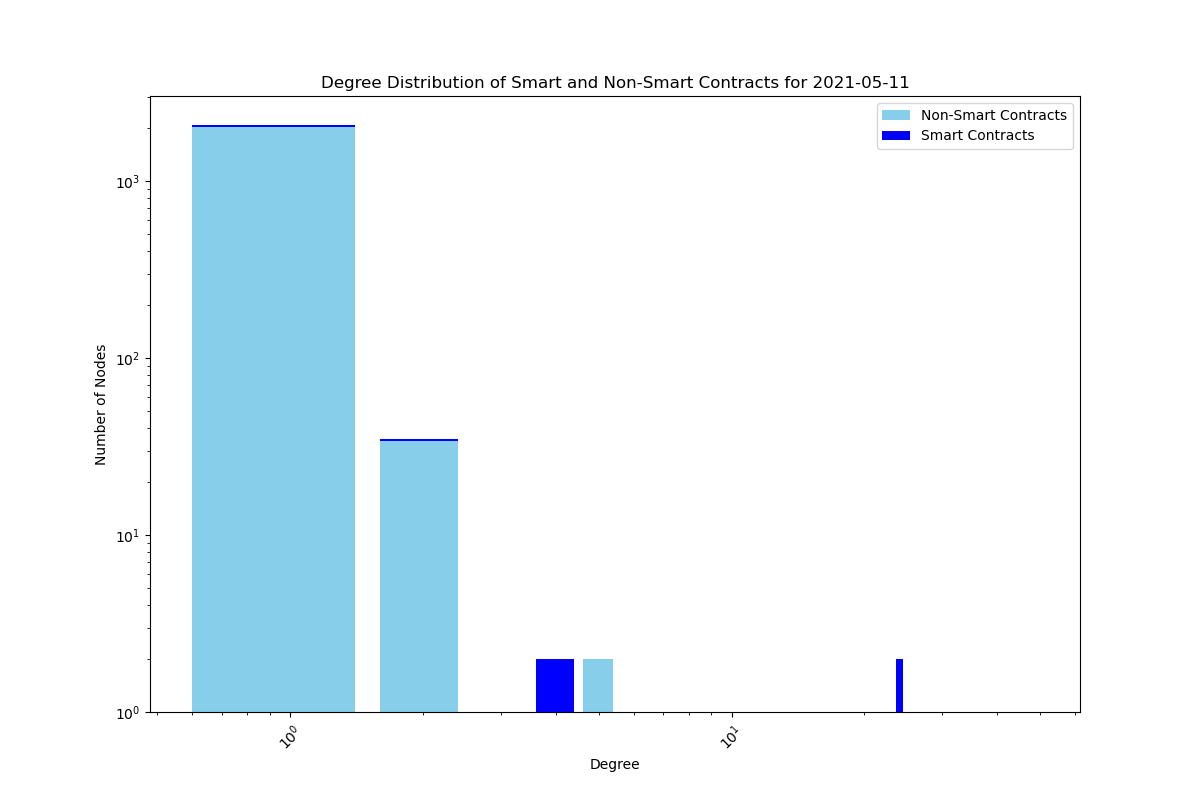 Degree Distribution of Smart and Non-Smart Contracts for 2021-05-11
Non-Smart Contracts
Smart Contracts
Number of Nodes
10³
10²
10¹
10⁰
10⁰
10¹
Degree